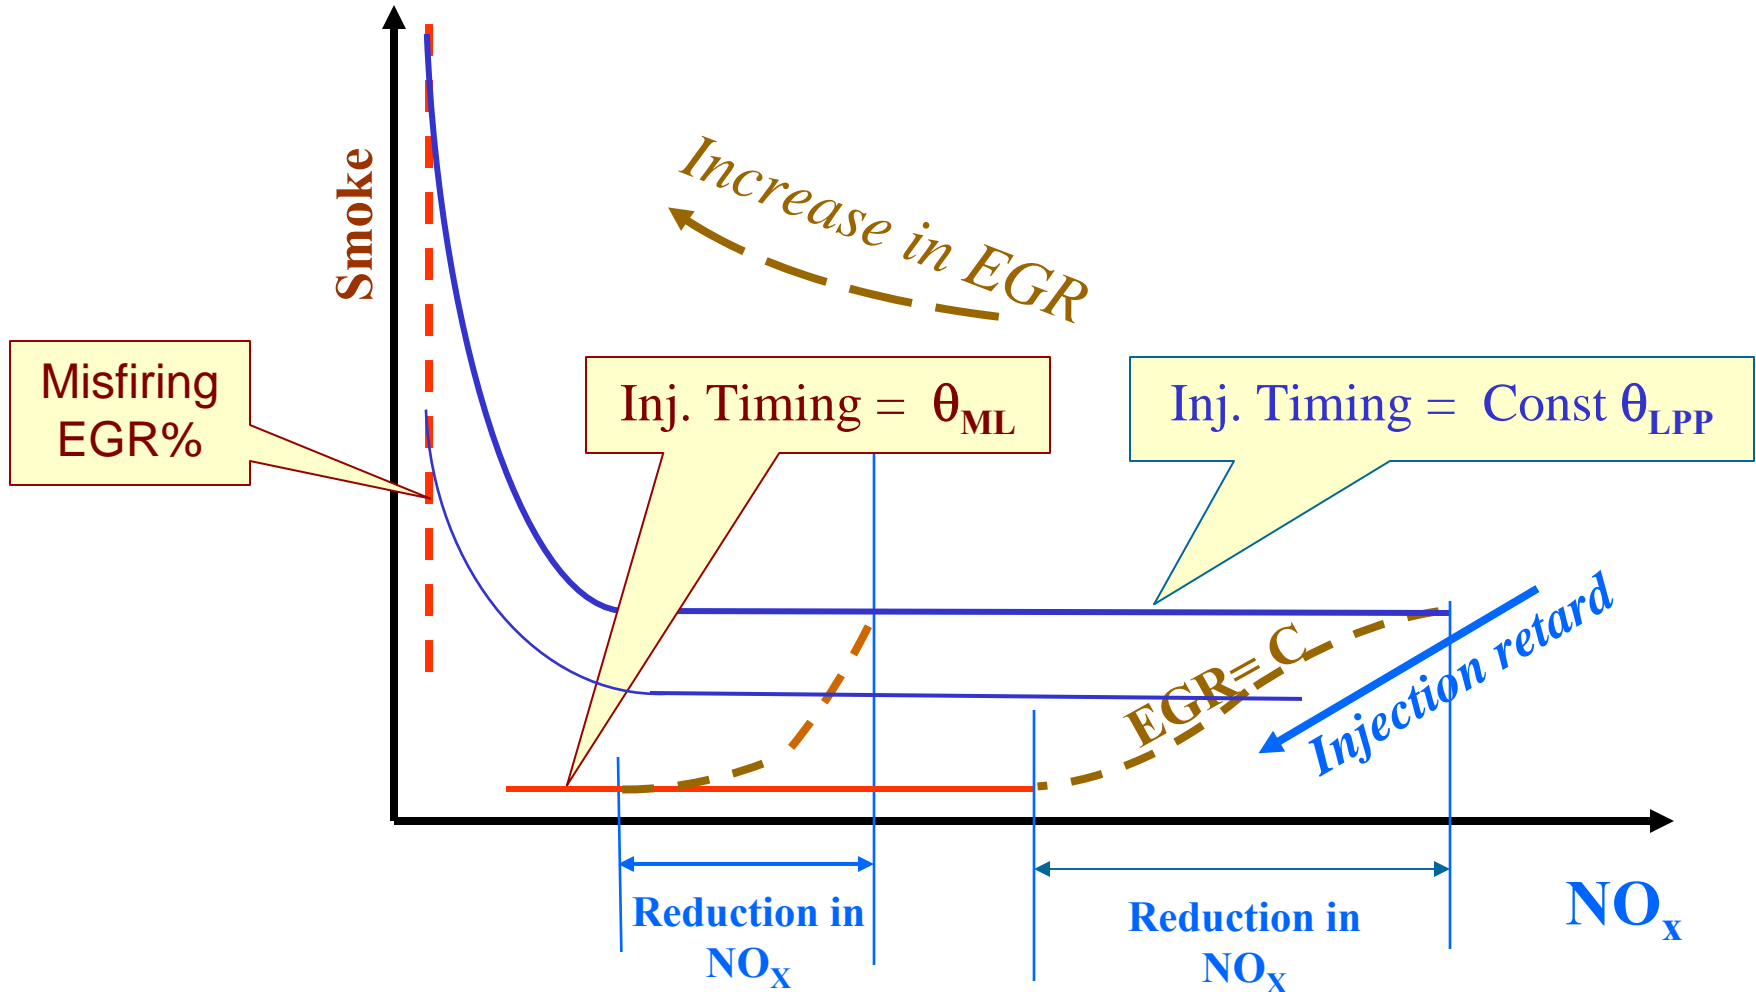 Smoke
Increase in EGR
Misfiring
EGR%
Inj. Timing = θML
Inj. Timing = Const θLPP
EGR= C
Injection retard
Reduction in
NOX
Reduction in
NOX
NOx